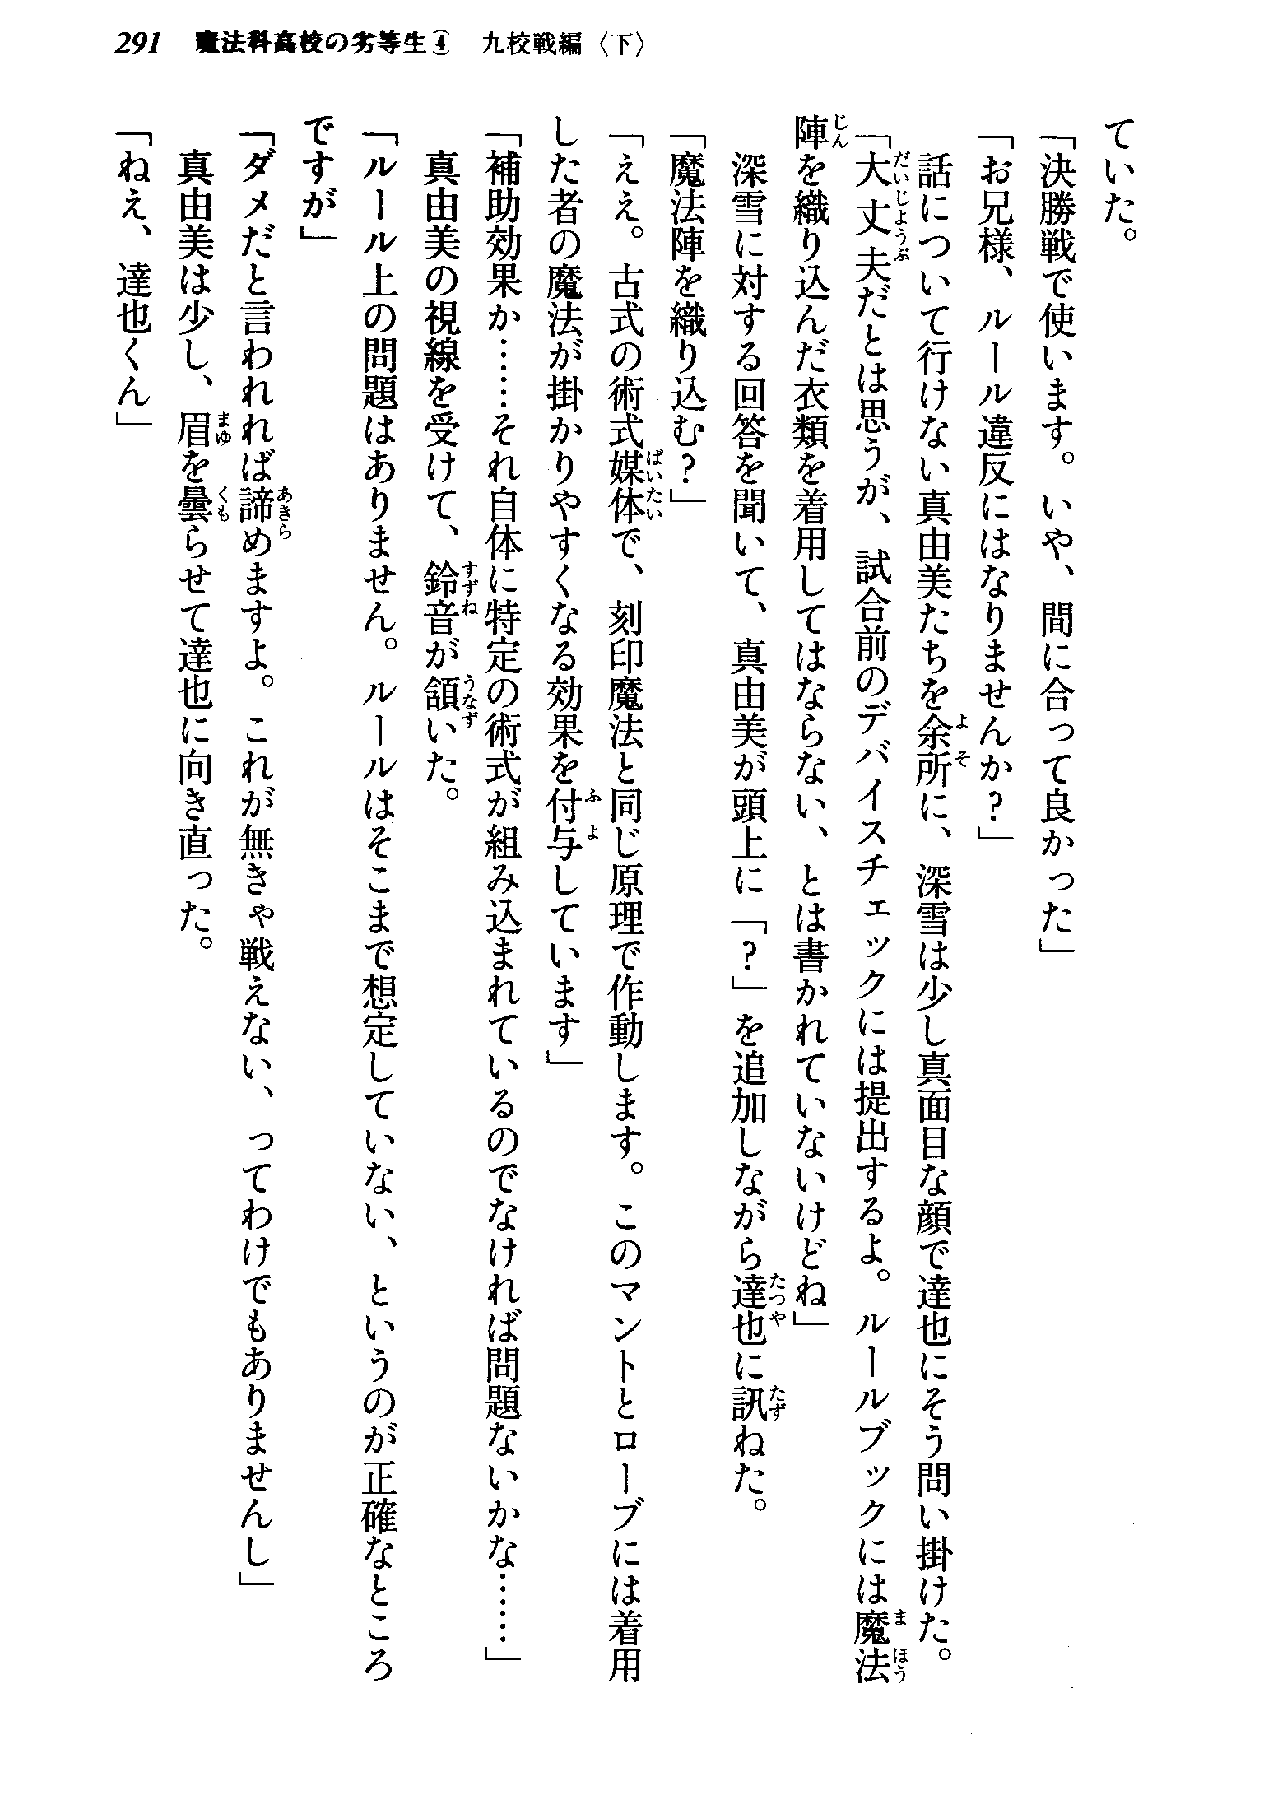 291 魔法科高校の劣等生④ 九校戦編〈下〉
ていた。
「決勝戦で使います。いや、間に合って良かった」
「お兄様、ルール違反にはなりませんか?」
話について行けない真由美たちを余所に、深雪は少し真面目な顔で達也にそう問い掛けた。
「大丈夫だとは思うが、試合前のデバイスチェックには提出するよ。ルールブックには魔法
陣を織り込んだ衣類を着用してはならない、とは書かれていないけどね」
深雪に対する回答を聞いて、真由美が頭上に「?」を追加しながら達也に訊ねた。
「魔法陣を織り込む?」
「ええ。古式の術式媒体で、刻印魔法と同じ原理で作動します。このマントとローブには着用
した者の魔法が掛かりやすくなる効果を付与しています」
「補助効果か……それ自体に特定の術式が組み込まれているのでなければ問題ないかな……」
真由美の視線を受けて、鈴音が頷いた。
「ルール上の問題はありません。ルールはそこまで想定していない、というのが正確なところ
ですが」
「ダメだと言われれば諦めますよ。これが無きゃ戦えない、ってわけでもありませんし」
真由美は少し、眉を曇らせて達也に向き直った。
「ねえ、達也くん」